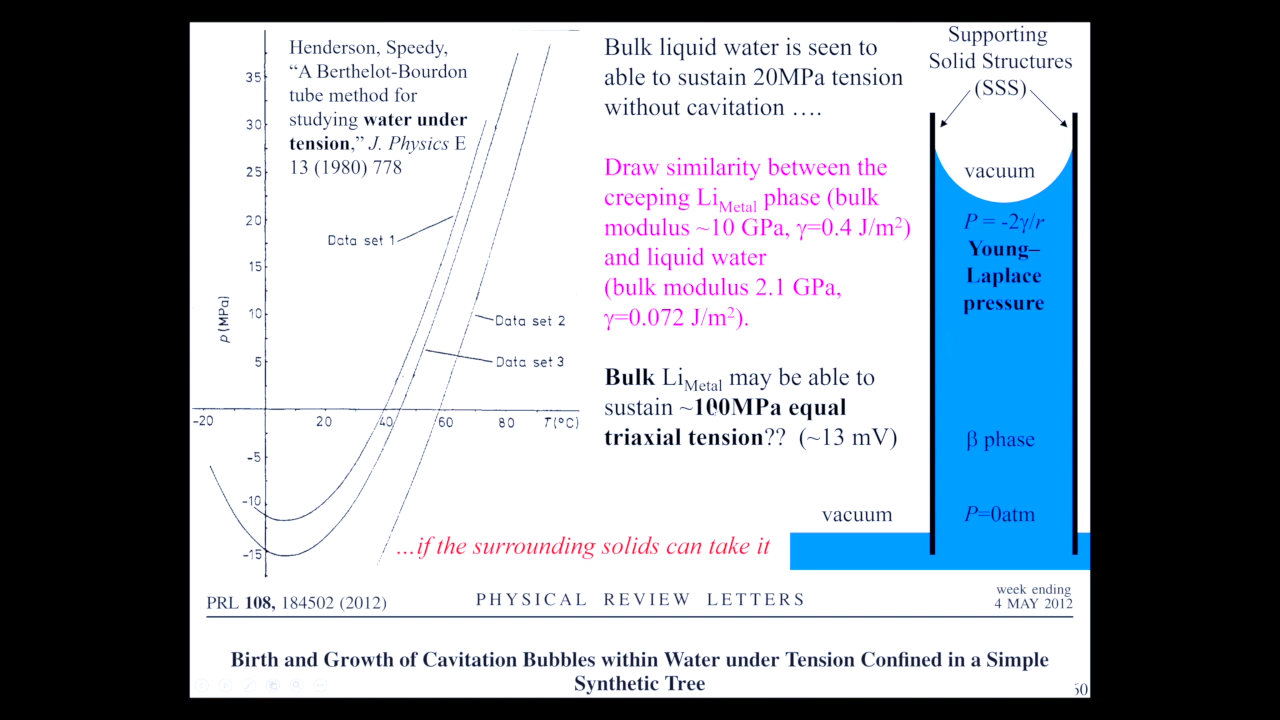 Henderson, Speedy,
“A Berthelot-Bourdon
tube method for
studying water under
tension,” J. Physics E
13 (1980) 778
35
30
25
20
15
10
5
-5
-10
-15
p (MPa)
-20
20
40
60
80
T(°C)
Data set 1
Data set 2
Data set 3
Bulk liquid water is seen to
able to sustain 20MPa tension
without cavitation ….
Draw similarity between the
creeping LiMetal phase (bulk
modulus ~10 GPa, γ=0.4 J/m²)
and liquid water
(bulk modulus 2.1 GPa,
γ=0.072 J/m²).
Bulk LiMetal may be able to
sustain ~100MPa equal
triaxial tension?? (~13 mV)
…if the surrounding solids can take it
Supporting
Solid Structures
(SSS)
vacuum
P = -2γ/r
Young–
Laplace
pressure
β phase
vacuum
P=0atm
PRL 108, 184502 (2012)
PHYSICAL REVIEW LETTERS
week ending
4 MAY 2012
Birth and Growth of Cavitation Bubbles within Water under Tension Confined in a Simple
Synthetic Tree